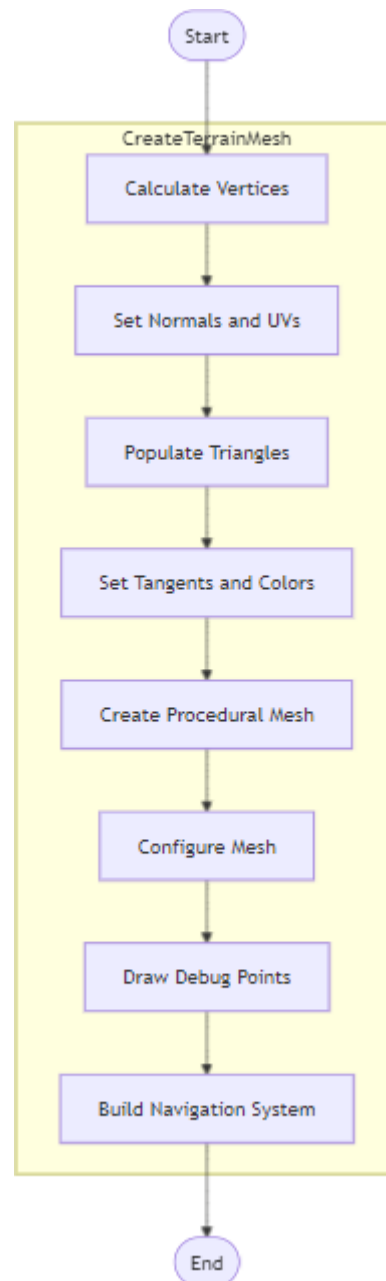 Start
CreateTerrainMesh
Calculate Vertices
Set Normals and UVs
Populate Triangles
Set Tangents and Colors
Create Procedural Mesh
Configure Mesh
Draw Debug Points
Build Navigation System
End